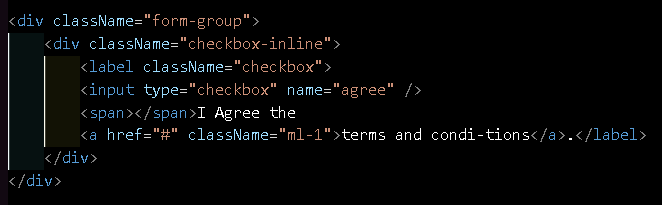 <div className="form-group">
<div className="checkbox-inline">
<label className="checkbox">
<input type="checkbox" name="agree" />
<span></span>I Agree the
<a href="#" className="ml-1">terms and condi-tions</a>.</label>
</div>
</div>